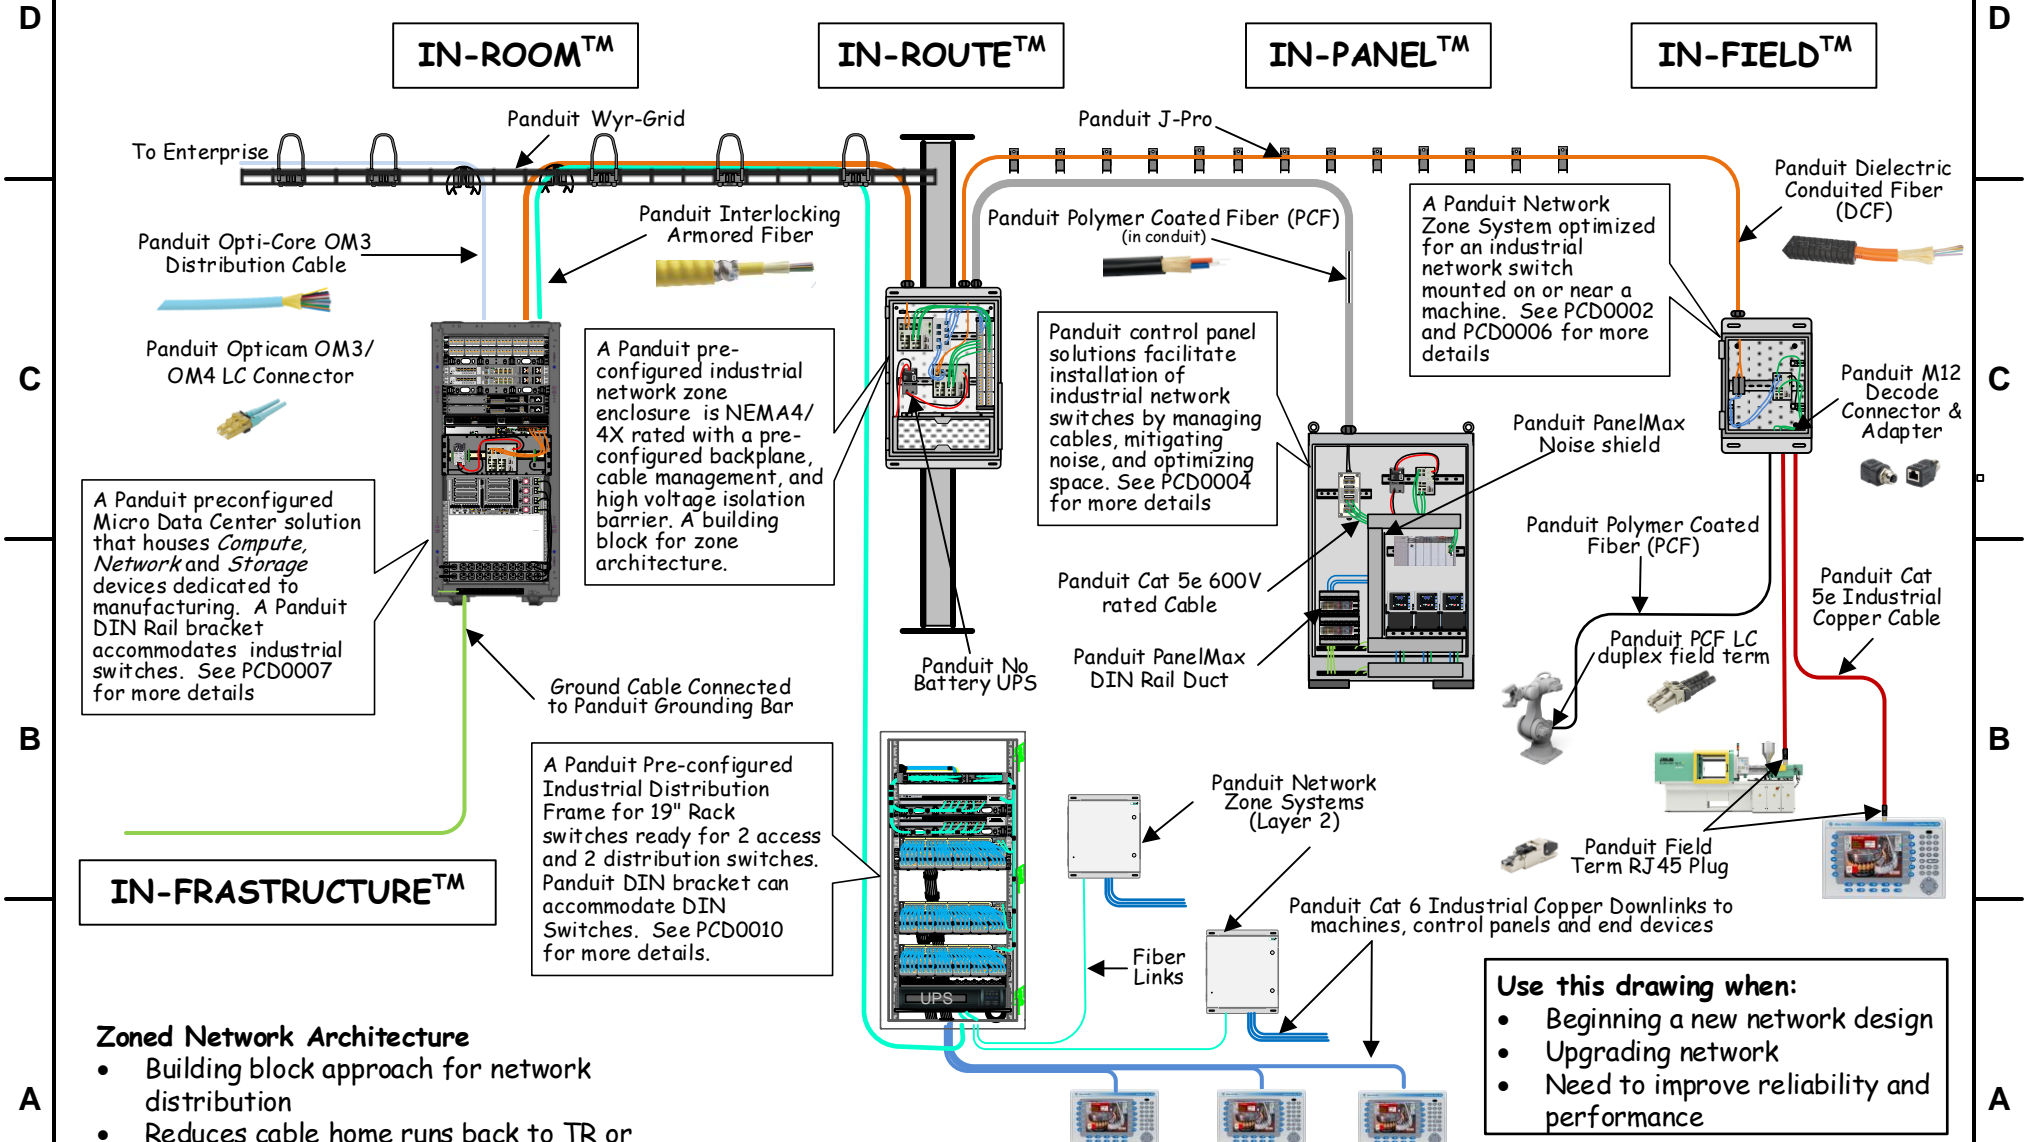 D
D
IN-ROOM™
IN-ROUTE™
IN-PANEL™
IN-FIELD™
Panduit Wyr-Grid
Panduit J-Pro
To Enterprise
Panduit Dielectric
Conduited Fiber
(DCF)
Panduit Interlocking
Armored Fiber
Panduit Polymer Coated Fiber (PCF)
(in conduit)
A Panduit Network
Zone System optimized
for an industrial
network switch
mounted on or near a
machine. See PCD0002
and PCD0006 for more
details
Panduit Opti-Core OM3
Distribution Cable
Panduit Opticam OM3/
OM4 LC Connector
A Panduit pre-
configured industrial
network zone
enclosure is NEMA4/
4X rated with a pre-
configured backplane,
cable management, and
high voltage isolation
barrier. A building
block for zone
architecture.
Panduit control panel
solutions facilitate
installation of
industrial network
switches by managing
cables, mitigating
noise, and optimizing
space. See PCD0004
for more details
C
C
Panduit M12
Decode
Connector &
Adapter
Panduit PanelMax
Noise shield
A Panduit preconfigured
Micro Data Center solution
that houses Compute,
Network and Storage
devices dedicated to
manufacturing. A Panduit
DIN Rail bracket
accommodates industrial
switches. See PCD0007
for more details
Panduit Polymer Coated
Fiber (PCF)
Panduit Cat 5e 600V
rated Cable
Panduit Cat
5e Industrial
Copper Cable
Panduit PCF LC
duplex field term
Panduit No
Battery UPS
Panduit PanelMax
DIN Rail Duct
Ground Cable Connected
to Panduit Grounding Bar
B
B
A Panduit Pre-configured
Industrial Distribution
Frame for 19" Rack
switches ready for 2 access
and 2 distribution switches.
Panduit DIN bracket can
accommodate DIN
Switches. See PCD0010
for more details.
Panduit Network
Zone Systems
(Layer 2)
Panduit Field
Term RJ45 Plug
IN-FRASTRUCTURE™
Panduit Cat 6 Industrial Copper Downlinks to
machines, control panels and end devices
Fiber
Links
UPS
Use this drawing when:
• Beginning a new network design
• Upgrading network
• Need to improve reliability and
performance
Zoned Network Architecture
• Building block approach for network
distribution
• Reduces cable home runs back to TR or
A
A